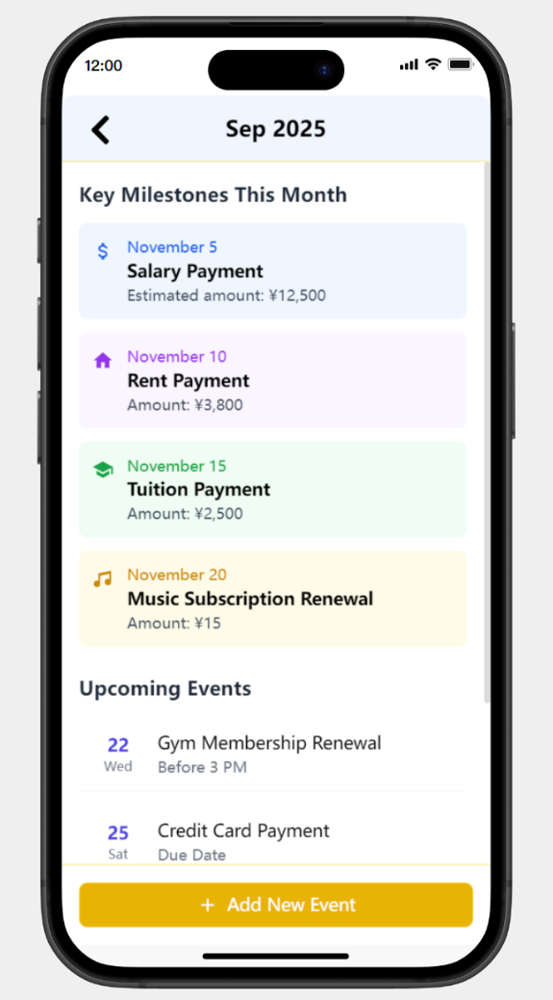 12:00
Sep 2025
Key Milestones This Month
November 5
Salary Payment
Estimated amount: ¥12,500
November 10
Rent Payment
Amount: ¥3,800
November 15
Tuition Payment
Amount: ¥2,500
November 20
Music Subscription Renewal
Amount: ¥15
Upcoming Events
22 Gym Membership Renewal
Wed Before 3 PM
25 Credit Card Payment
Sat Due Date
+ Add New Event